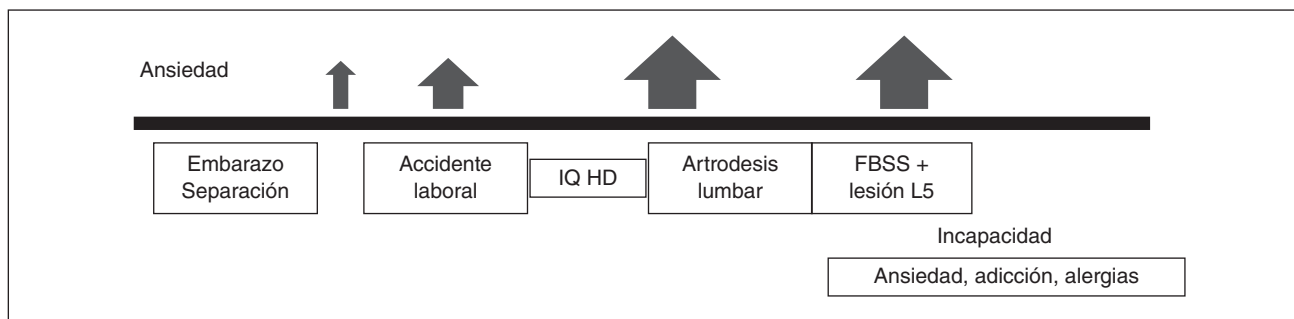 Ansiedad
Embarazo
Separación
Accidente
laboral
IQ HD
Artrodesis
lumbar
FBSS +
lesión L5
Incapacidad
Ansiedad, adicción, alergias